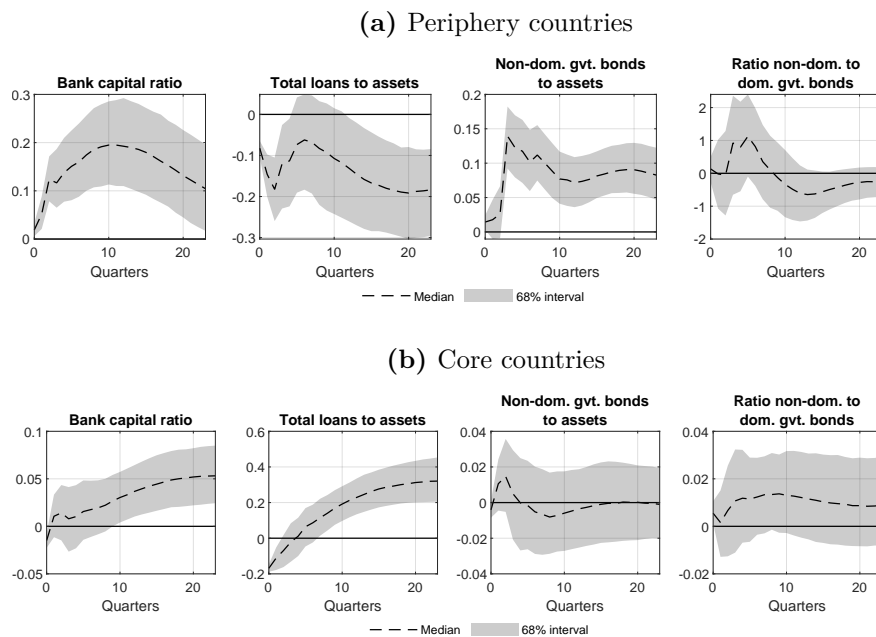 (a) Periphery countries
Bank capital ratio
0.3
0.2
0.1
0
0 10 20
Quarters
Total loans to assets
0
-0.1
-0.2
-0.3
0 10 20
Quarters
Non-dom. gvt. bonds
to assets
0.2
0.15
0.1
0.05
0
0 10 20
Quarters
Ratio non-dom. to
dom. gvt. bonds
2
1
0
-1
-2
0 10 20
Quarters
Median 68% interval
(b) Core countries
Bank capital ratio
0.1
0.05
0
-0.05
0 10 20
Quarters
Total loans to assets
0.6
0.4
0.2
0
-0.2
0 10 20
Quarters
Non-dom. gvt. bonds
to assets
0.04
0.02
0
-0.02
-0.04
0 10 20
Quarters
Ratio non-dom. to
dom. gvt. bonds
0.04
0.02
0
-0.02
0 10 20
Quarters
Median 68% interval